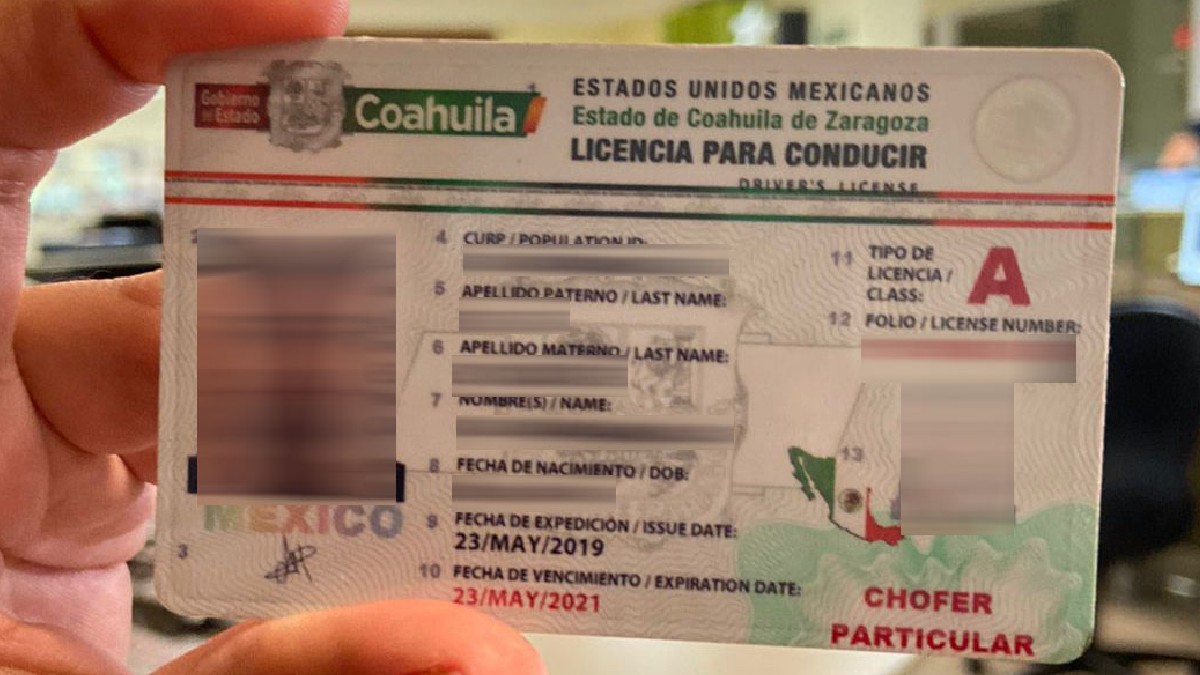 Gobierno
de Estado
Coahuila
ESTADOS UNIDOS MEXICANOS
Estado de Coahuila de Zaragoza
LICENCIA PARA CONDUCIR
DRIVER'S LICENSE
4 CURP / POPULATION ID:
5 APELLIDO PATERNO / LAST NAME:
6 APELLIDO MATERNO / LAST NAME:
7 NOMBRE(S) / NAME:
8 FECHA DE NACIMIENTO / DOB:
9 FECHA DE EXPEDICIÓN / ISSUE DATE:
23/MAY/2019
10 FECHA DE VENCIMIENTO / EXPIRATION DATE:
23/MAY/2021
MEXICO
3
11 TIPO DE
LICENCIA /
CLASS:
A
12 FOLIO / LICENSE NUMBER:
13
CHOFER
PARTICULAR